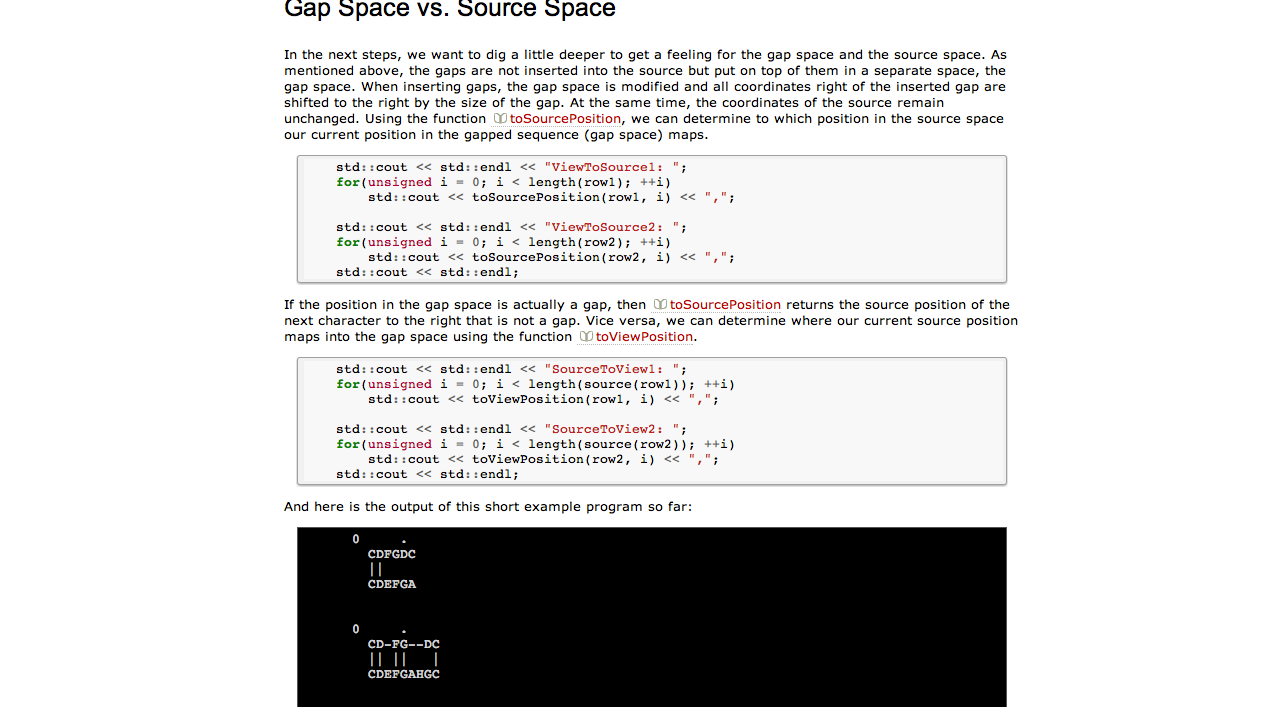 Gap Space vs. Source Space
In the next steps, we want to dig a little deeper to get a feeling for the gap space and the source space. As
mentioned above, the gaps are not inserted into the source but put on top of them in a separate space, the
gap space. When inserting gaps, the gap space is modified and all coordinates right of the inserted gap are
shifted to the right by the size of the gap. At the same time, the coordinates of the source remain
unchanged. Using the function toSourcePosition, we can determine to which position in the source space
our current position in the gapped sequence (gap space) maps.
std::cout << std::endl << "ViewToSource1: ";
for(unsigned i = 0; i < length(row1); ++i)
    std::cout << toSourcePosition(row1, i) << ",";
std::cout << std::endl << "ViewToSource2: ";
for(unsigned i = 0; i < length(row2); ++i)
    std::cout << toSourcePosition(row2, i) << ",";
std::cout << std::endl;
If the position in the gap space is actually a gap, then toSourcePosition returns the source position of the
next character to the right that is not a gap. Vice versa, we can determine where our current source position
maps into the gap space using the function toViewPosition.
std::cout << std::endl << "SourceToView1: ";
for(unsigned i = 0; i < length(source(row1)); ++i)
    std::cout << toViewPosition(row1, i) << ",";
std::cout << std::endl << "SourceToView2: ";
for(unsigned i = 0; i < length(source(row2)); ++i)
    std::cout << toViewPosition(row2, i) << ",";
std::cout << std::endl;
And here is the output of this short example program so far:
0     .
  CDFGDC
  ||
  CDEFGA
0     .
  CD-FG--DC
  || ||   |
  CDEFGAHGC